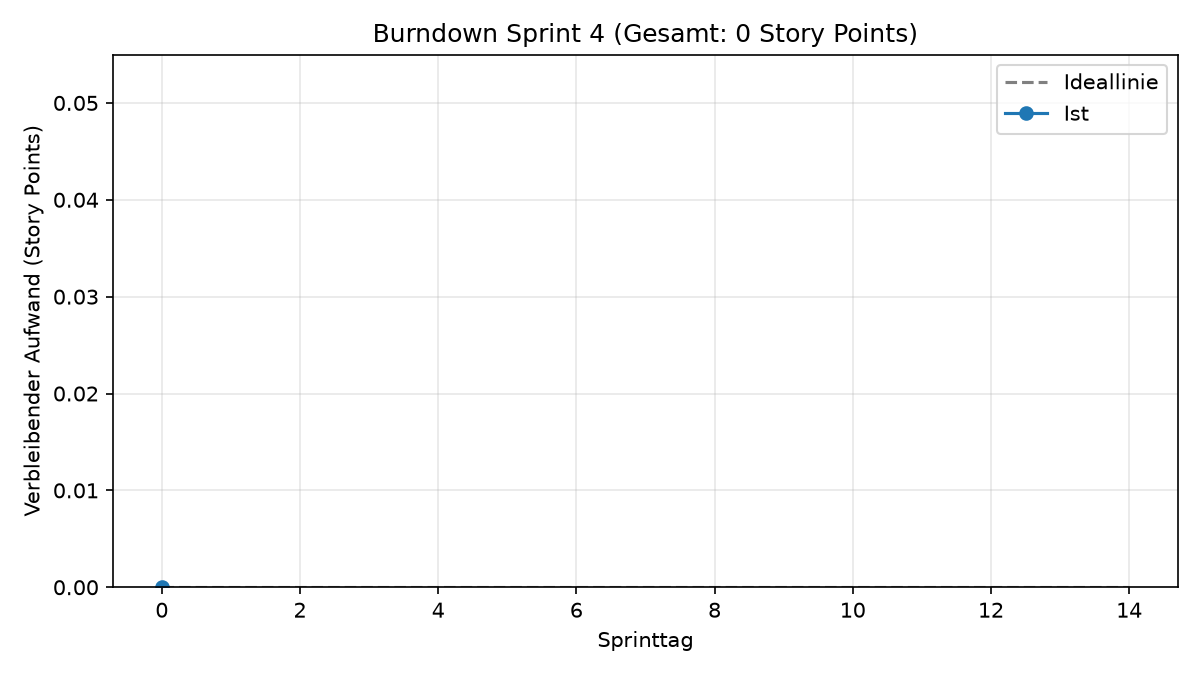 Burndown Sprint 4 (Gesamt: 0 Story Points)
Ideallinie
Ist
Verbleibender Aufwand (Story Points)
0.05
0.04
0.03
0.02
0.01
0.00
0 2 4 6 8 10 12 14
Sprinttag